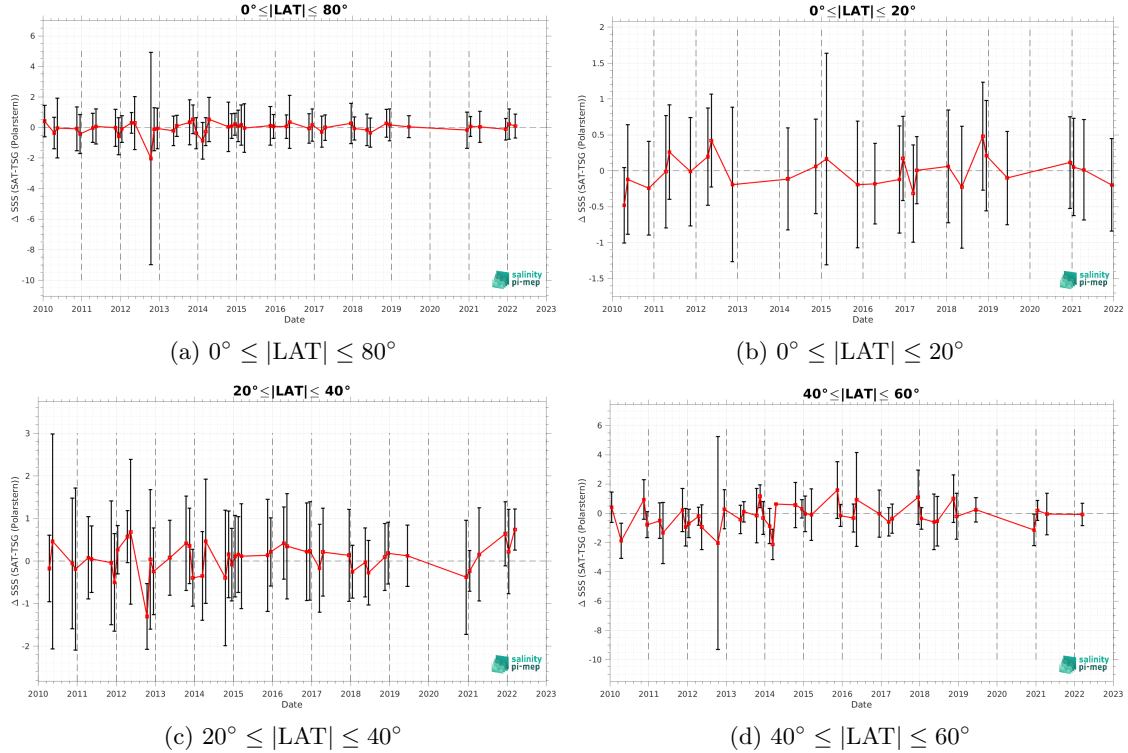 0°≤|LAT|≤ 80°
6
4
2
0
-2
-4
-6
-8
-10
Δ SSS (SAT-TSG (Polarstern))
2010 2011 2012 2013 2014 2015 2016 2017 2018 2019 2020 2021 2022 2023
Date
salinity
pi-mep
(a) 0° ≤ |LAT| ≤ 80°
0°≤|LAT|≤ 20°
2
1.5
1
0.5
0
-0.5
-1
-1.5
Δ SSS (SAT-TSG (Polarstern))
2010 2011 2012 2013 2014 2015 2016 2017 2018 2019 2020 2021 2022
Date
salinity
pi-mep
(b) 0° ≤ |LAT| ≤ 20°
20°≤|LAT|≤ 40°
3
2
1
0
-1
-2
Δ SSS (SAT-TSG (Polarstern))
2010 2011 2012 2013 2014 2015 2016 2017 2018 2019 2020 2021 2022 2023
Date
salinity
pi-mep
(c) 20° ≤ |LAT| ≤ 40°
40°≤|LAT|≤ 60°
6
4
2
0
-2
-4
-6
-8
-10
Δ SSS (SAT-TSG (Polarstern))
2010 2011 2012 2013 2014 2015 2016 2017 2018 2019 2020 2021 2022 2023
Date
salinity
pi-mep
(d) 40° ≤ |LAT| ≤ 60°